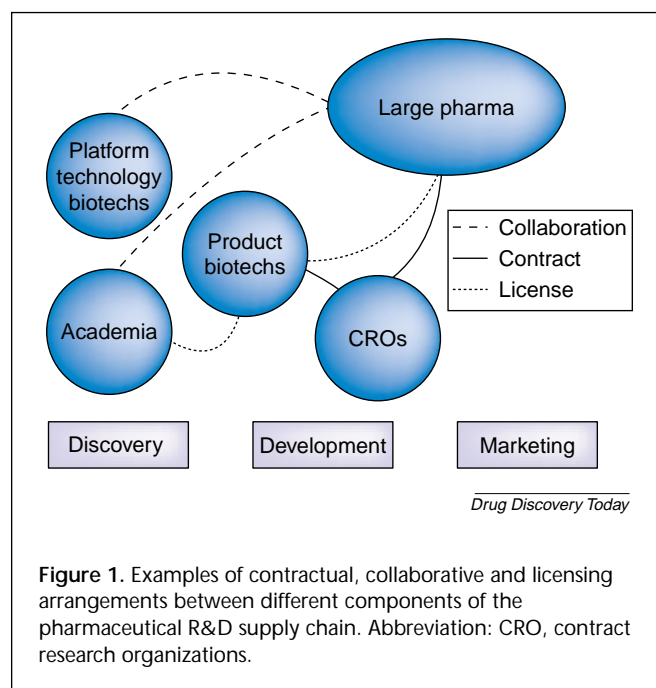 Large pharma
Platform
technology
biotechs
Product
biotechs
Academia
CROs
Collaboration
Contract
License
Discovery
Development
Marketing
Drug Discovery Today
Figure 1. Examples of contractual, collaborative and licensing
arrangements between different components of the
pharmaceutical R&D supply chain. Abbreviation: CRO, contract
research organizations.